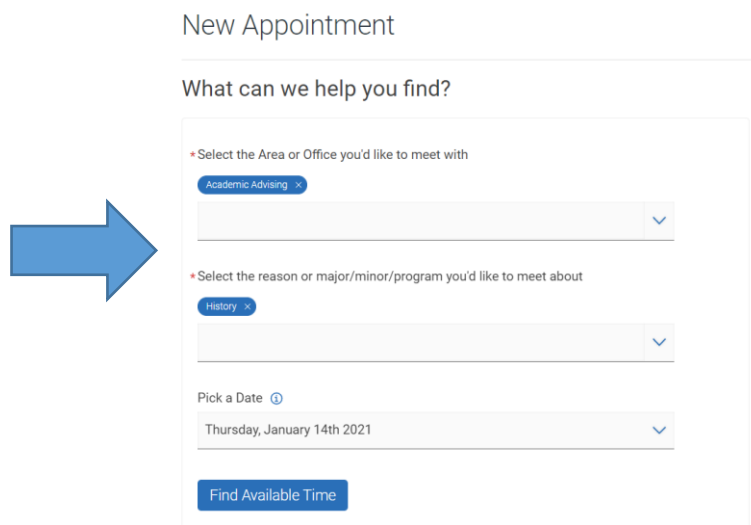 New Appointment
What can we help you find?
*Select the Area or Office you'd like to meet with
Academic Advising ×
*Select the reason or major/minor/program you'd like to meet about
History ×
Pick a Date
Thursday, January 14th 2021
Find Available Time